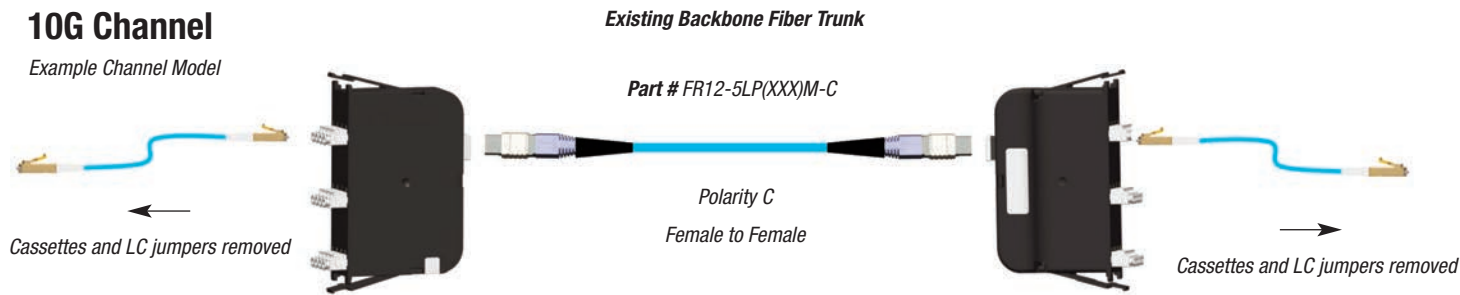 10G Channel
Example Channel Model
Existing Backbone Fiber Trunk
Part # FR12-5LP(XXX)M-C
Polarity C
Female to Female
Cassettes and LC jumpers removed
Cassettes and LC jumpers removed